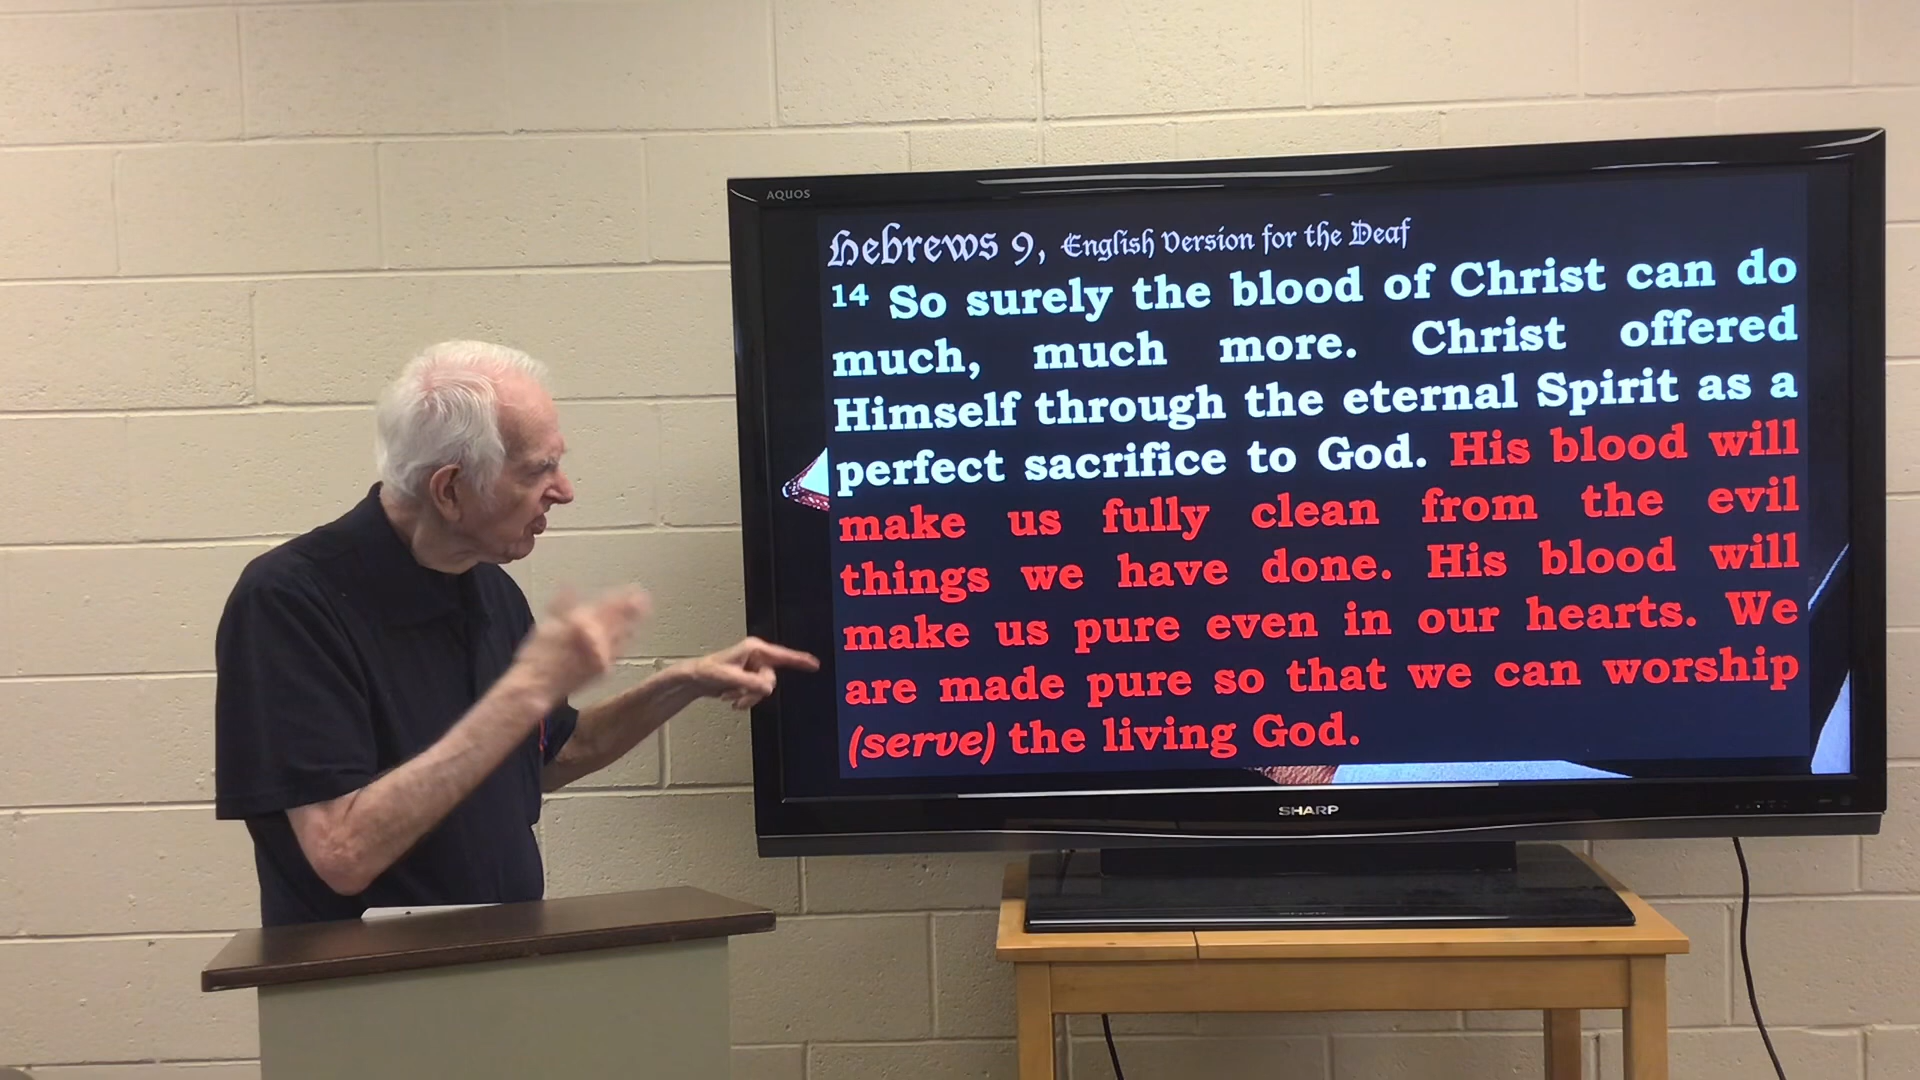 AQUOS
Hebrews 9, English Version for the Deaf
14 So surely the blood of Christ can do
much, much more. Christ offered
Himself through the eternal Spirit as a
perfect sacrifice to God. His blood will
make us fully clean from the evil
things we have done. His blood will
make us pure even in our hearts. We
are made pure so that we can worship
(serve) the living God.
SHARP